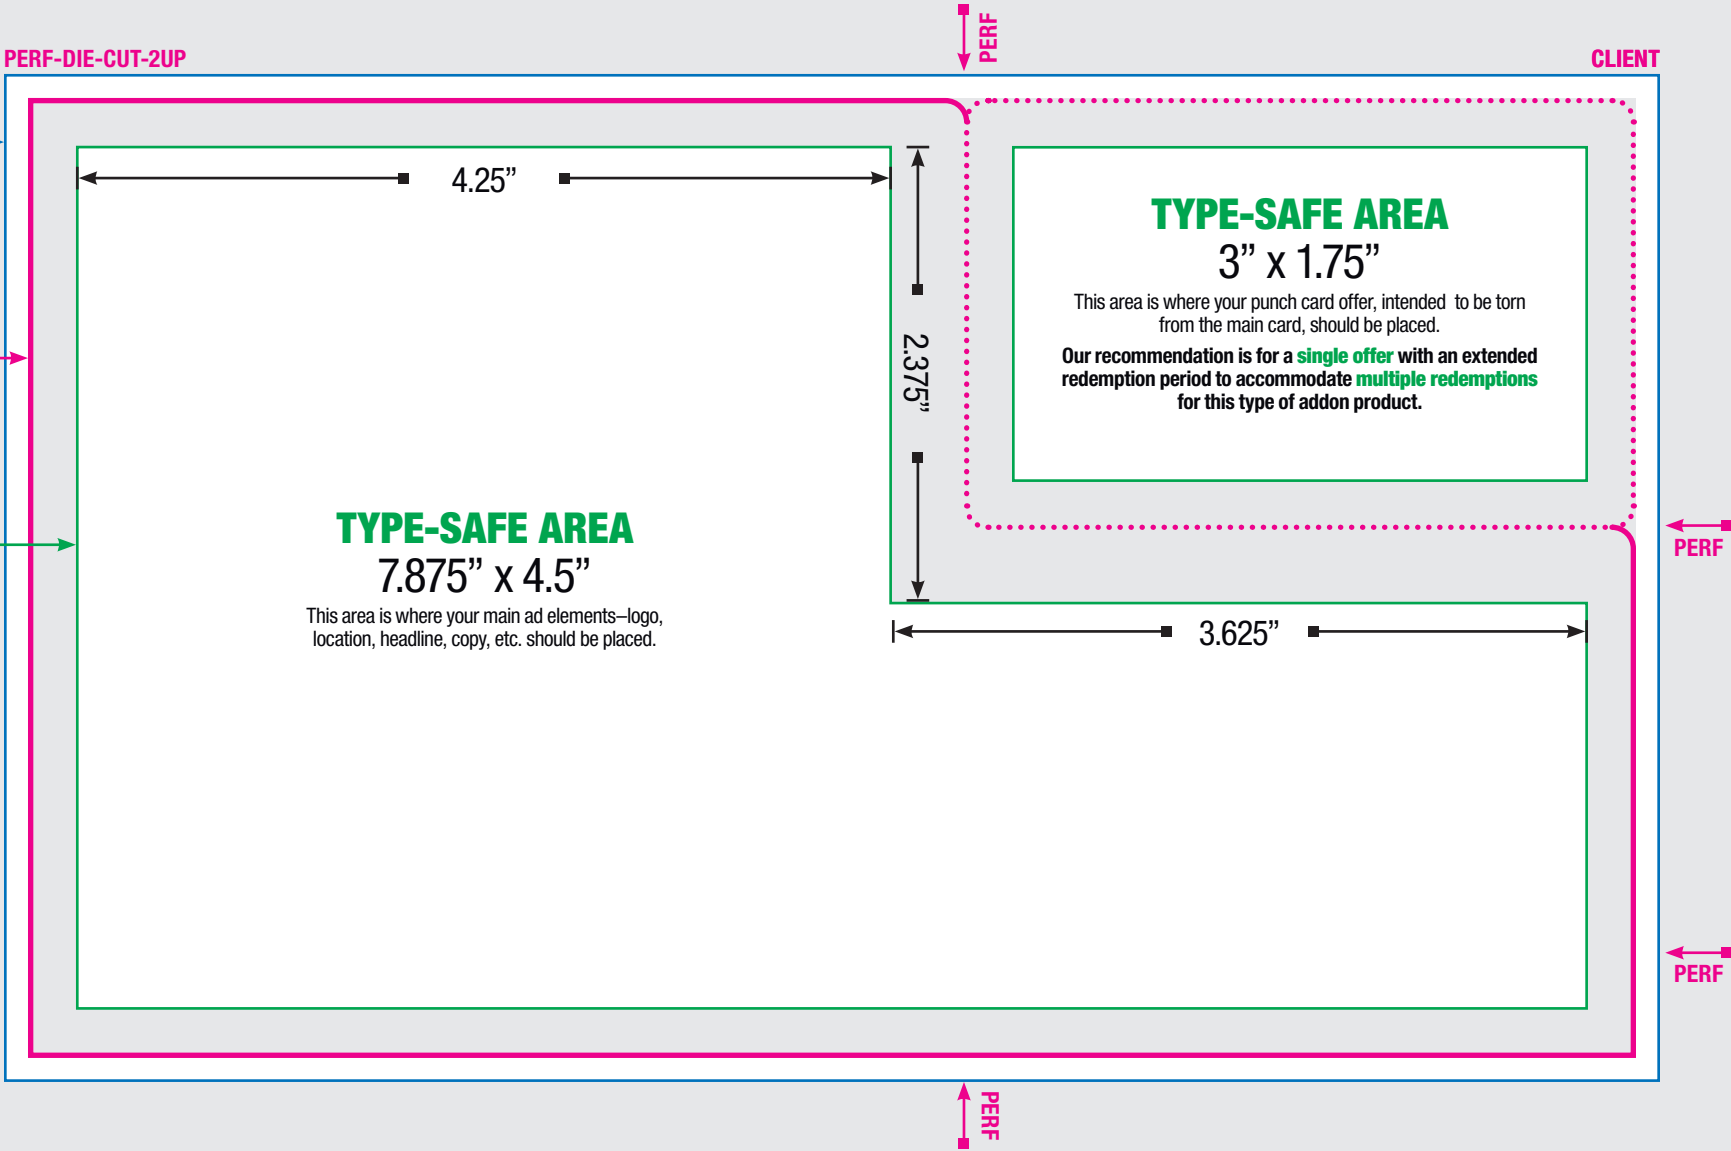 PERF
PERF-DIE-CUT-2UP
CLIENT
4.25”
2.375”
TYPE-SAFE AREA
3” x 1.75”
This area is where your punch card offer, intended  to be torn
from the main card, should be placed.
Our recommendation is for a single offer with an extended
redemption period to accommodate multiple redemptions
for this type of addon product.
TYPE-SAFE AREA
7.875” x 4.5”
This area is where your main ad elements–logo,
location, headline, copy, etc. should be placed.
PERF
3.625”
PERF
PERF